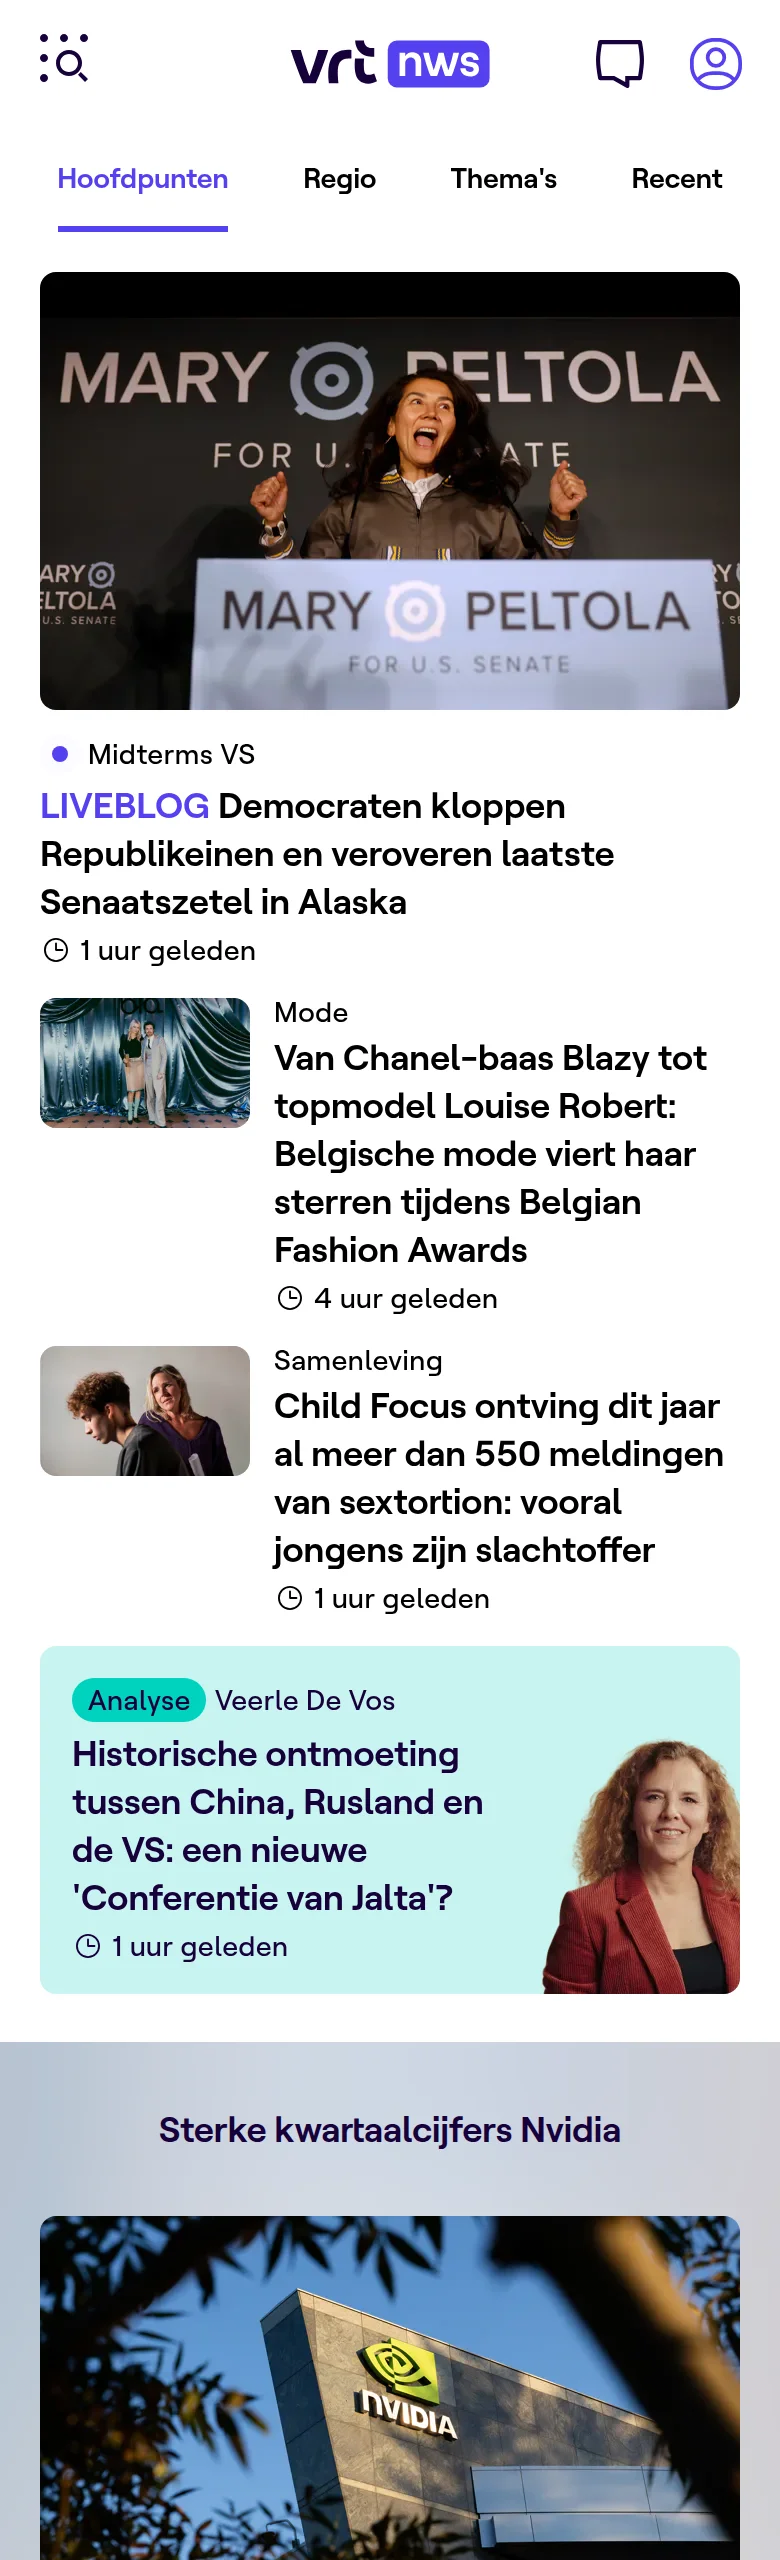 vrt nws
Hoofdpunten Regio Thema's Recent
MARY PELTOLA
FOR U.S. SENATE
MARY PELTOLA
FOR U.S. SENATE
Midterms VS
LIVEBLOG Democraten kloppen
Republikeinen en veroveren laatste
Senaatszetel in Alaska
1 uur geleden
Mode
Van Chanel-baas Blazy tot
topmodel Louise Robert:
Belgische mode viert haar
sterren tijdens Belgian
Fashion Awards
4 uur geleden
Samenleving
Child Focus ontving dit jaar
al meer dan 550 meldingen
van sextortion: vooral
jongens zijn slachtoffer
1 uur geleden
Analyse Veerle De Vos
Historische ontmoeting
tussen China, Rusland en
de VS: een nieuwe
'Conferentie van Jalta'?
1 uur geleden
Sterke kwartaalcijfers Nvidia
NVIDIA